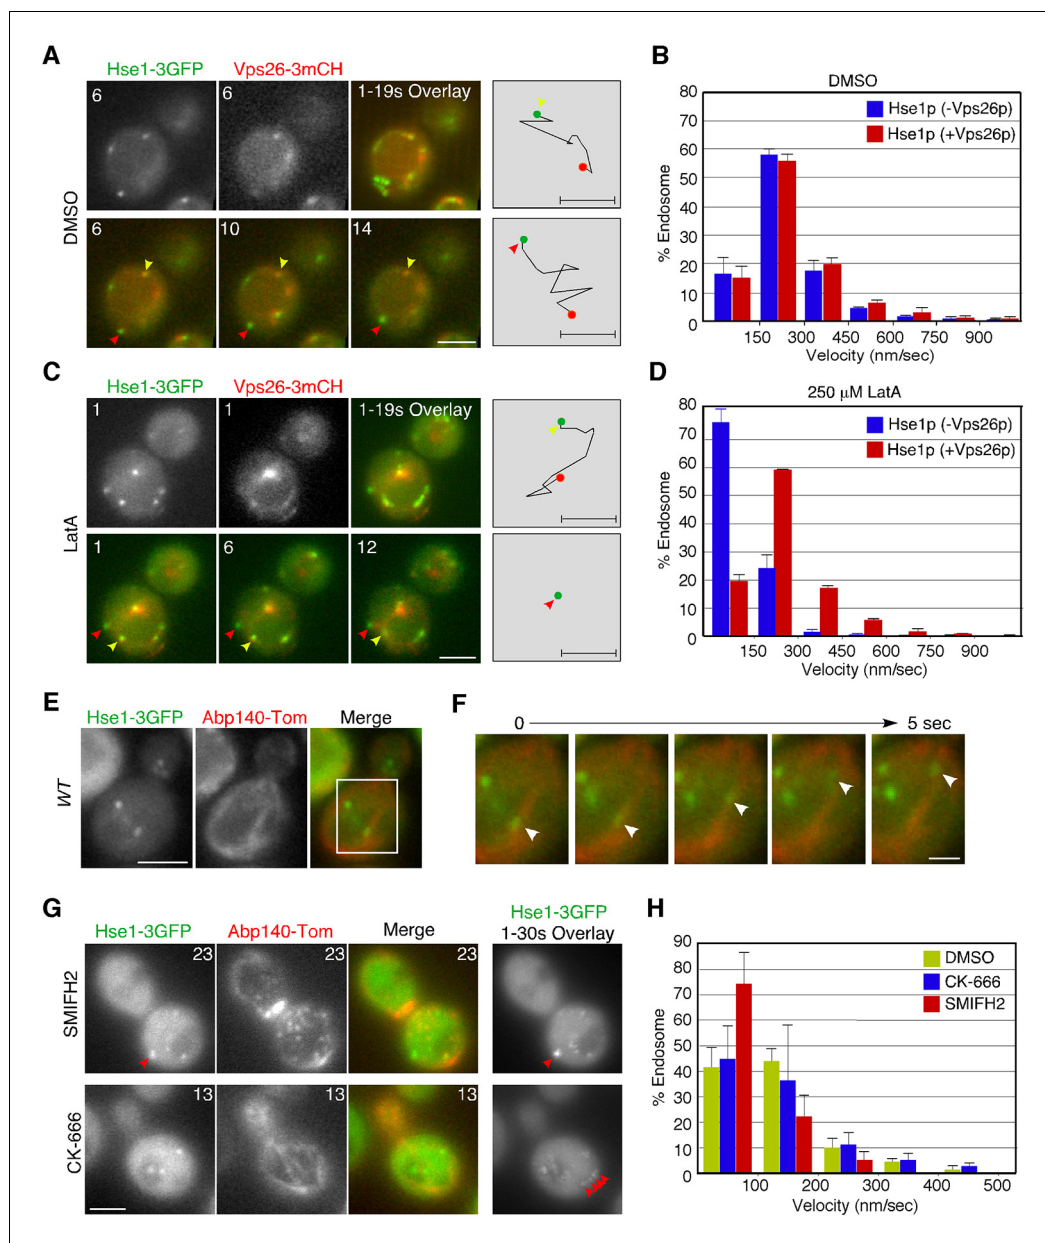 A
Hse1-3GFP Vps26-3mCH
6 6 1-19s Overlay
DMSO
6 10 14
B
DMSO
Hse1p (-Vps26p)
Hse1p (+Vps26p)
% Endosome
80
70
60
50
40
30
20
10
0
150 300 450 600 750 900
Velocity (nm/sec)
C
Hse1-3GFP Vps26-3mCH
1 1 1-19s Overlay
LatA
1 6 12
D
250 µM LatA
Hse1p (-Vps26p)
Hse1p (+Vps26p)
% Endosome
80
70
60
50
40
30
20
10
0
150 300 450 600 750 900
Velocity (nm/sec)
E
Hse1-3GFP Abp140-Tom Merge
WT
F
0 5 sec
G
Hse1-3GFP Abp140-Tom Merge Hse1-3GFP
1-30s Overlay
SMIFH2
23 23 23
CK-666
13 13 13
H
DMSO
CK-666
SMIFH2
% Endosome
90
80
70
60
50
40
30
20
10
0
100 200 300 400 500
Velocity (nm/sec)